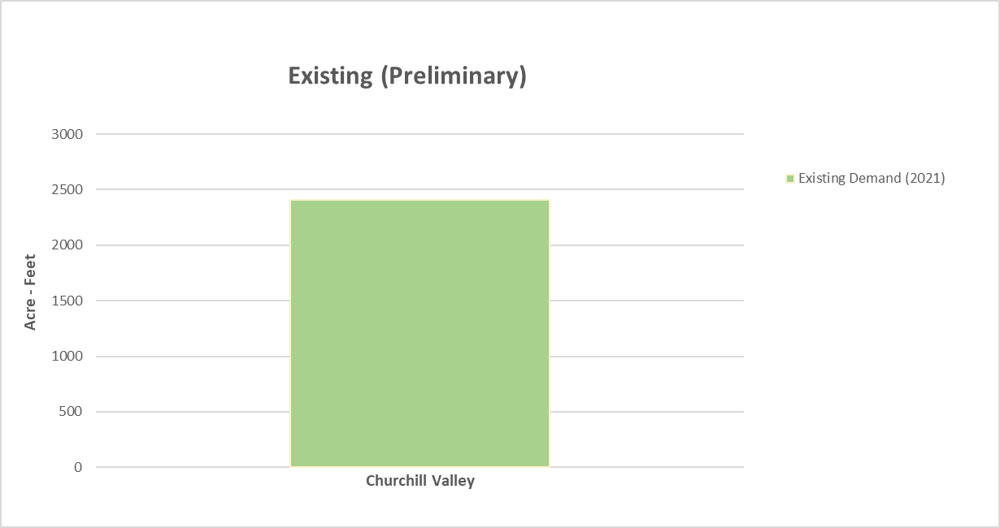 Existing (Preliminary)
3000
2500
2000
1500
1000
500
0
Acre - Feet
Churchill Valley
Existing Demand (2021)